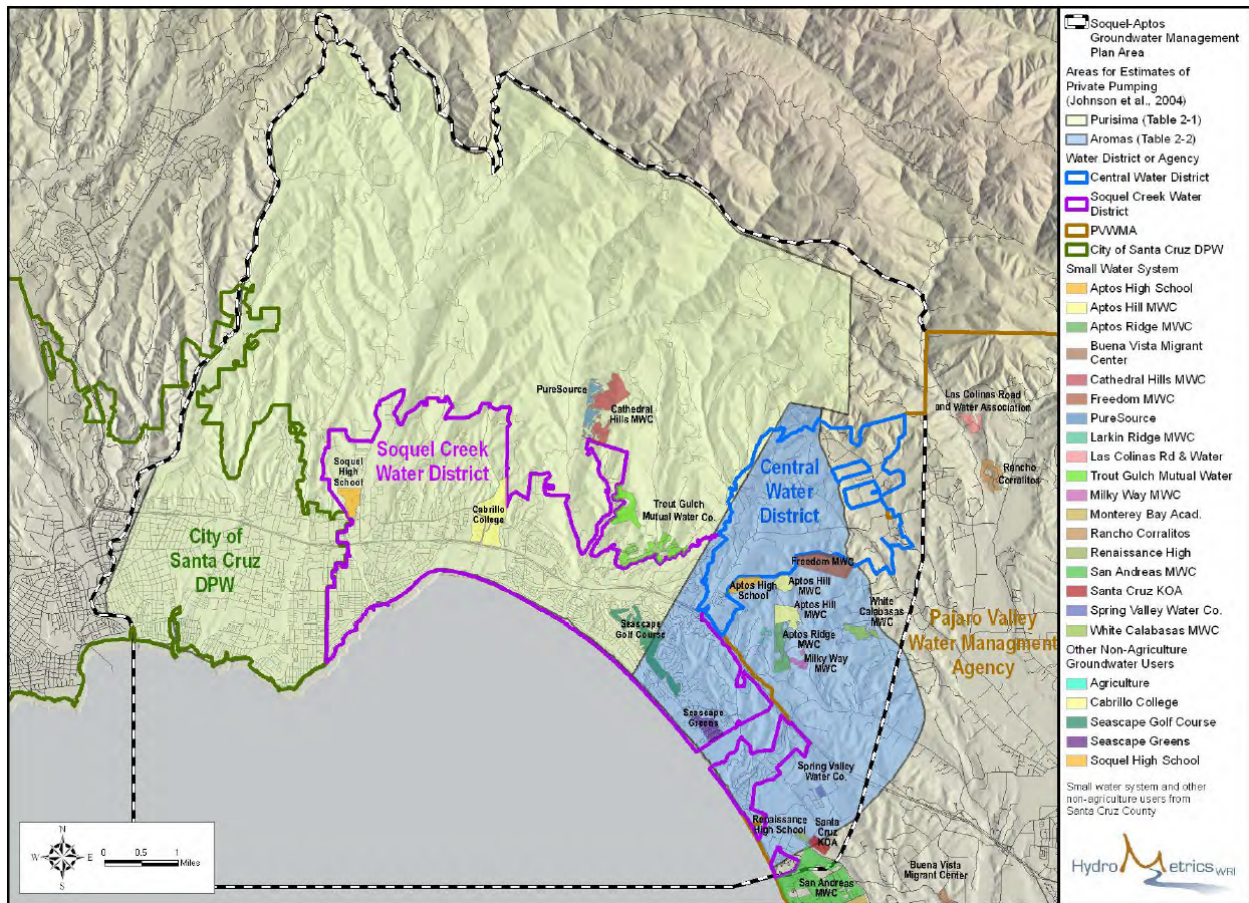 PureSource
Cathedral
Hills MWC
Las Colinas Road
and Water Association
Rancho
Corralitos
Soquel Creek
Water District
Soquel
High
School
Cabrillo
College
Trout Gulch
Mutual Water Co.
Central
Water
District
City of
Santa Cruz
DPW
Freedom MWC
Aptos High
School
Aptos Hill
MWC
Aptos Hill
MWC
White
Calabasas
MWC
Seascape
Golf Course
Aptos Ridge
MWC
Milky Way
MWC
Pajaro Valley
Water Managment
Agency
Seascape
Greens
Spring Valley
Water Co.
Renaissance
High School
Santa
Cruz
KOA
San Andreas
MWC
Buena Vista
Migrant Center
N
W E
S
0 0.5 1
Miles
Soquel-Aptos
Groundwater Management
Plan Area
Areas for Estimates of
Private Pumping
(Johnson et al., 2004)
Purisima (Table 2-1)
Aromas (Table 2-2)
Water District or Agency
Central Water District
Soquel Creek Water
District
PVWMA
City of Santa Cruz DPW
Small Water System
Aptos High School
Aptos Hill MWC
Aptos Ridge MWC
Buena Vista Migrant
Center
Cathedral Hills MWC
Freedom MWC
PureSource
Larkin Ridge MWC
Las Colinas Rd & Water
Trout Gulch Mutual Water
Milky Way MWC
Monterey Bay Acad.
Rancho Corralitos
Renaissance High
San Andreas MWC
Santa Cruz KOA
Spring Valley Water Co.
White Calabasas MWC
Other Non-Agriculture
Groundwater Users
Agriculture
Cabrillo College
Seascape Golf Course
Seascape Greens
Soquel High School
Small water system and other
non-agriculture users from
Santa Cruz County
HydroMetrics WRI